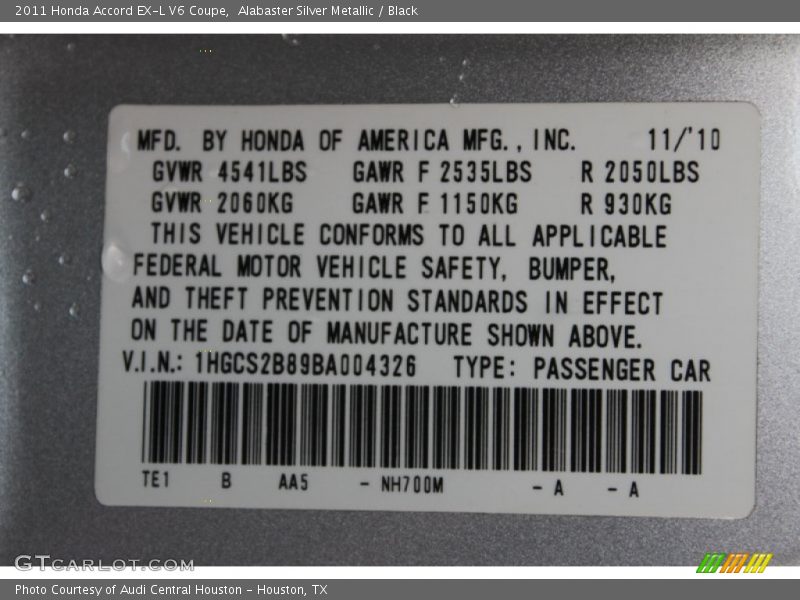 2011 Honda Accord EX-L V6 Coupe,  Alabaster Silver Metallic / Black
MFD. BY HONDA OF AMERICA MFG., INC. 11/'10
GVWR 4541LBS GAWR F 2535LBS R 2050LBS
GVWR 2060KG GAWR F 1150KG R 930KG
THIS VEHICLE CONFORMS TO ALL APPLICABLE
FEDERAL MOTOR VEHICLE SAFETY, BUMPER,
AND THEFT PREVENTION STANDARDS IN EFFECT
ON THE DATE OF MANUFACTURE SHOWN ABOVE.
V.I.N.: 1HGCS2B89BA004326 TYPE: PASSENGER CAR
TE1 B AA5 - NH700M - A - A
GTCARLOT.COM
Photo Courtesy of Audi Central Houston - Houston, TX